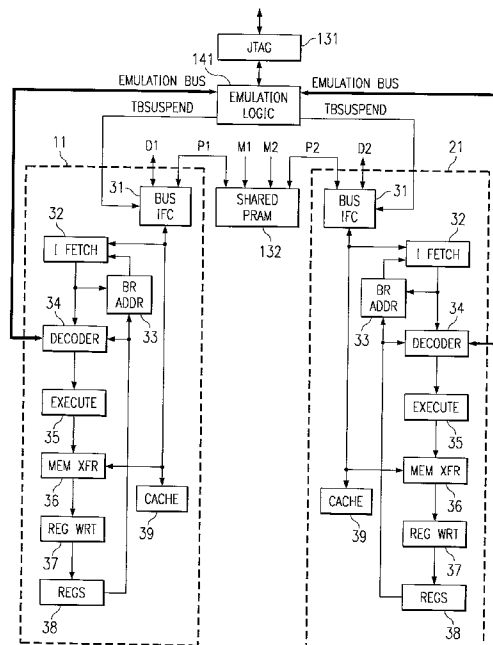 JTAG
131
141
EMULATION BUS
EMULATION BUS
EMULATION
LOGIC
TBSUSPEND
TBSUSPEND
11
D1
P1
M1
M2
P2
D2
21
31
BUS
IFC
SHARED
PRAM
132
BUS
IFC
31
32
I FETCH
32
I FETCH
BR
ADDR
33
34
DECODER
BR
ADDR
33
34
DECODER
EXECUTE
35
EXECUTE
35
MEM XFR
36
MEM XFR
36
CACHE
39
CACHE
39
REG WRT
37
REG WRT
37
REGS
38
REGS
38